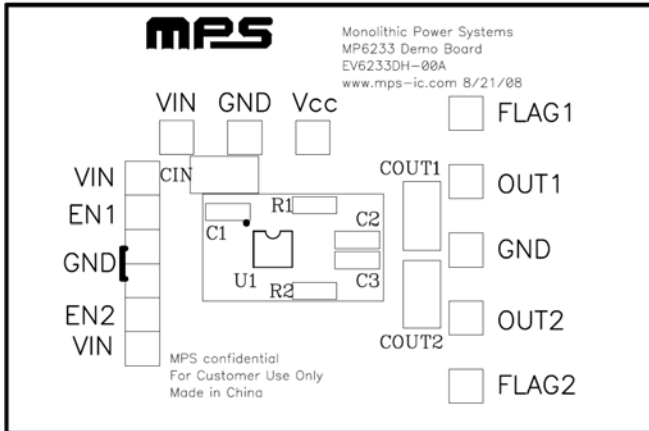 mps
Monolithic Power Systems
MP6233 Demo Board
EV6233DH-00A
www.mps-ic.com 8/21/08
VIN GND Vcc
FLAG1
CIN
COUT1
VIN
OUT1
EN1
R1
C1
C2
GND
GND
U1
C3
R2
EN2
OUT2
VIN
COUT2
MPS confidential
For Customer Use Only
Made in China
FLAG2